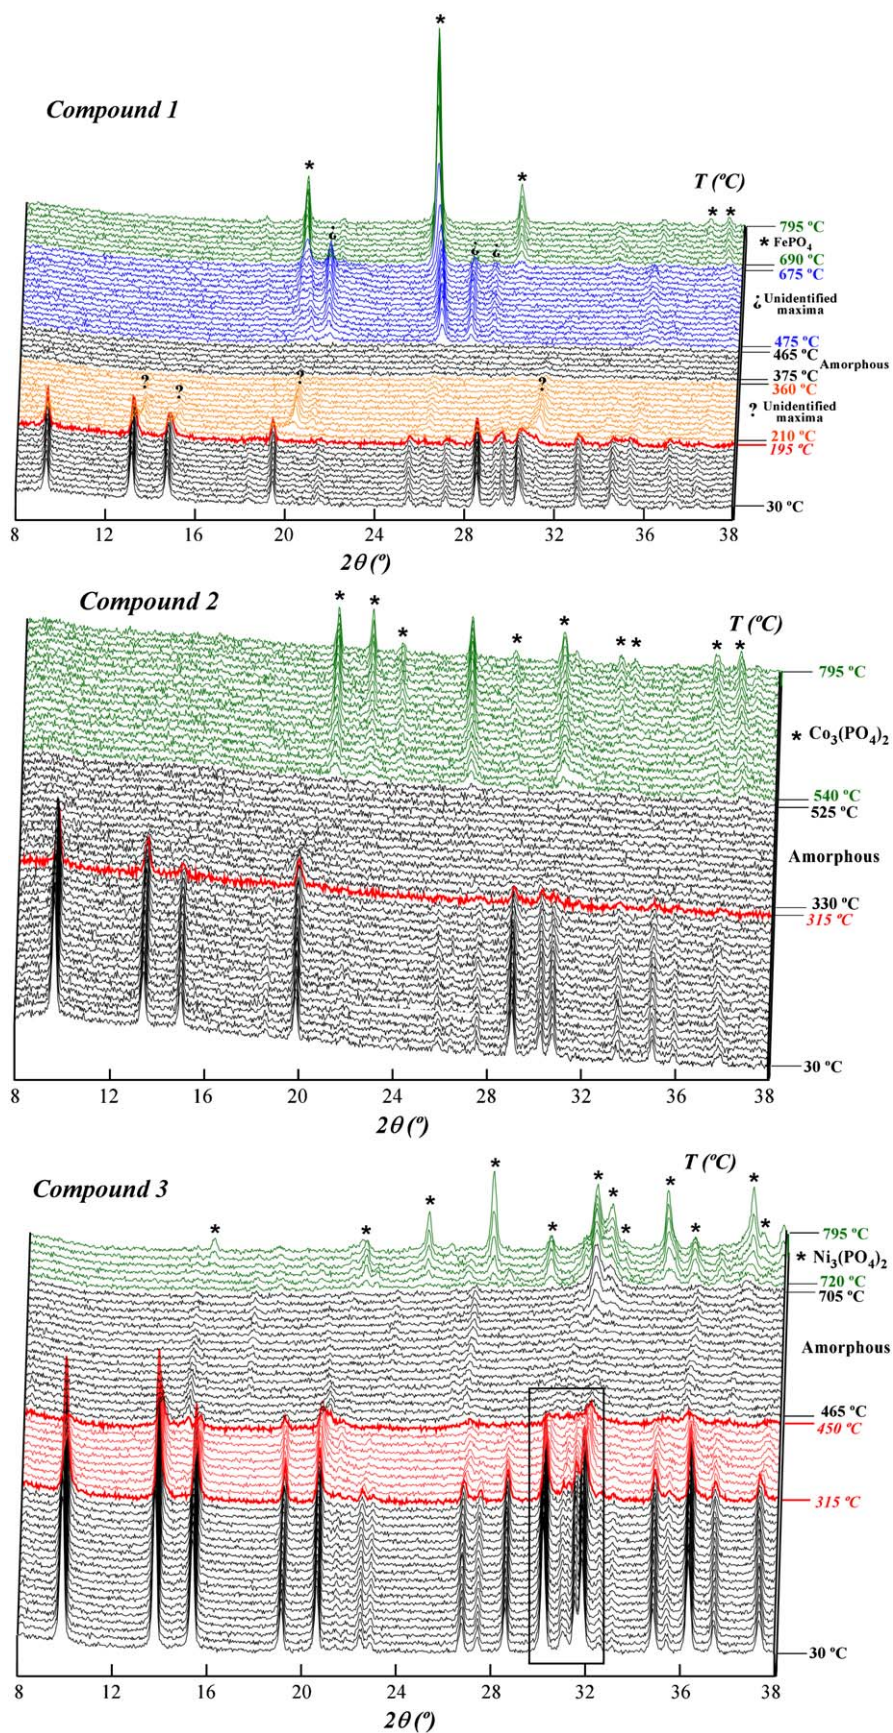 Compound 1
*
*
*
T (ºC)
¿
* *
795 ºC
* FePO4
690 ºC
675 ºC
¿ ¿
¿ Unidentified
maxima
475 ºC
465 ºC
Amorphous
375 ºC
360 ºC
? ? ? ?
? Unidentified
maxima
210 ºC
195 ºC
30 ºC
8 12 16 20 24 28 32 36 38
2θ (º)
Compound 2
* * * * * * * * *
T (ºC)
795 ºC
* Co3(PO4)2
540 ºC
525 ºC
Amorphous
330 ºC
315 ºC
30 ºC
8 12 16 20 24 28 32 36 38
2θ (º)
Compound 3
T (ºC)
* * * * * * * * * * * *
795 ºC
* Ni3(PO4)2
720 ºC
705 ºC
Amorphous
465 ºC
450 ºC
315 ºC
30 ºC
8 12 16 20 24 28 32 36 38
2θ (º)